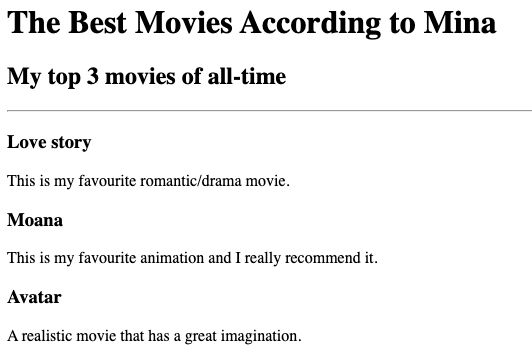 The Best Movies According to Mina
My top 3 movies of all-time
Love story
This is my favourite romantic/drama movie.
Moana
This is my favourite animation and I really recommend it.
Avatar
A realistic movie that has a great imagination.